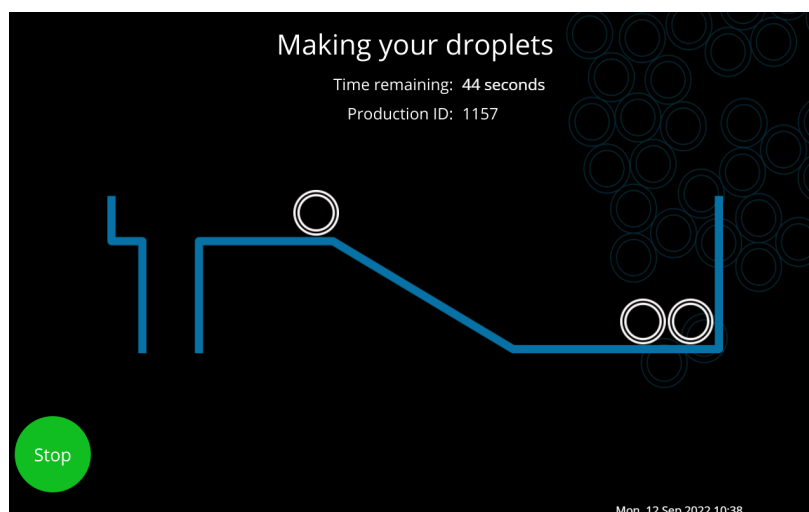 Making your droplets
Time remaining: 44 seconds
Production ID: 1157
Stop
Mon, 12 Sep 2022 10:38